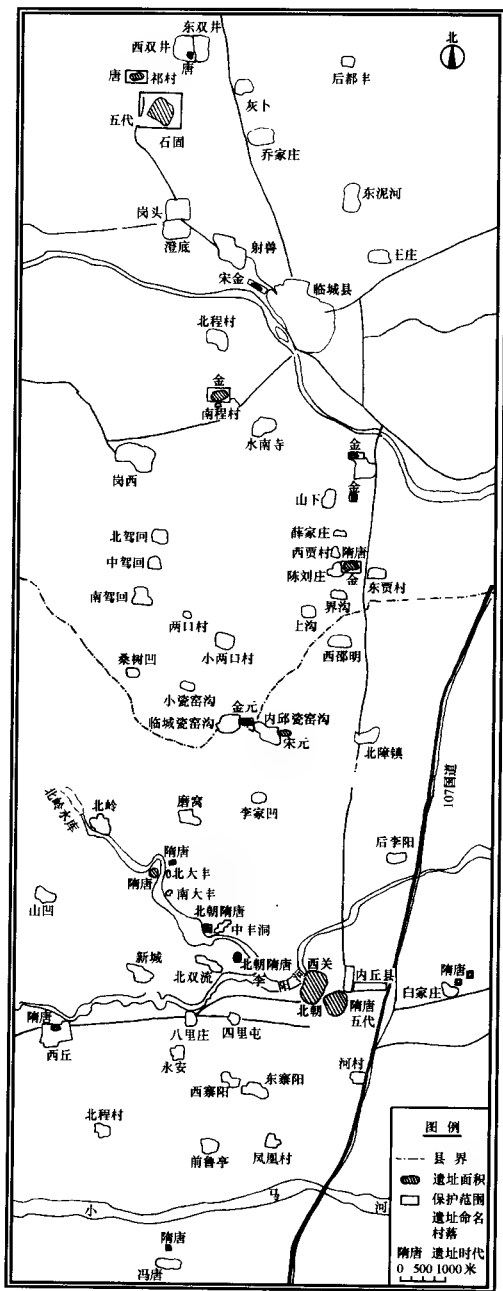 北
东双井
西双井
唐
后都丰
唐
祁村
灰卜
五代
石固
乔家庄
东泥河
岗头
射兽
澄底
王庄
宋金
临城县
北程村
金
南程村
水南寺
岗西
金
金
山下
北驾回
薛家庄
中驾回
西贾村
隋唐
陈刘庄
金
东贾村
南驾回
界沟
两口村
上沟
小两口村
西邵明
桑树凹
小瓷窑沟
金元
临城瓷窑沟
内邱瓷窑沟
宋元
北障镇
107国道
北岭水库
北岭
磨窝
李家凹
隋唐
北大丰
后李阳
隋唐
南大丰
山凹
北朝隋唐
中丰洞
新城
北双流
北朝隋唐
李阳河
西关
内丘县
隋唐
白家庄
北朝
隋唐
五代
隋唐
西丘
八里庄
四里屯
永安
河村
西寨阳
东寨阳
北程村
前鲁亭
凤凰村
小马河
隋唐
冯唐
图例
县界
遗址面积
保护范围
遗址命名
村落
隋唐 遗址时代
0 500 1000米